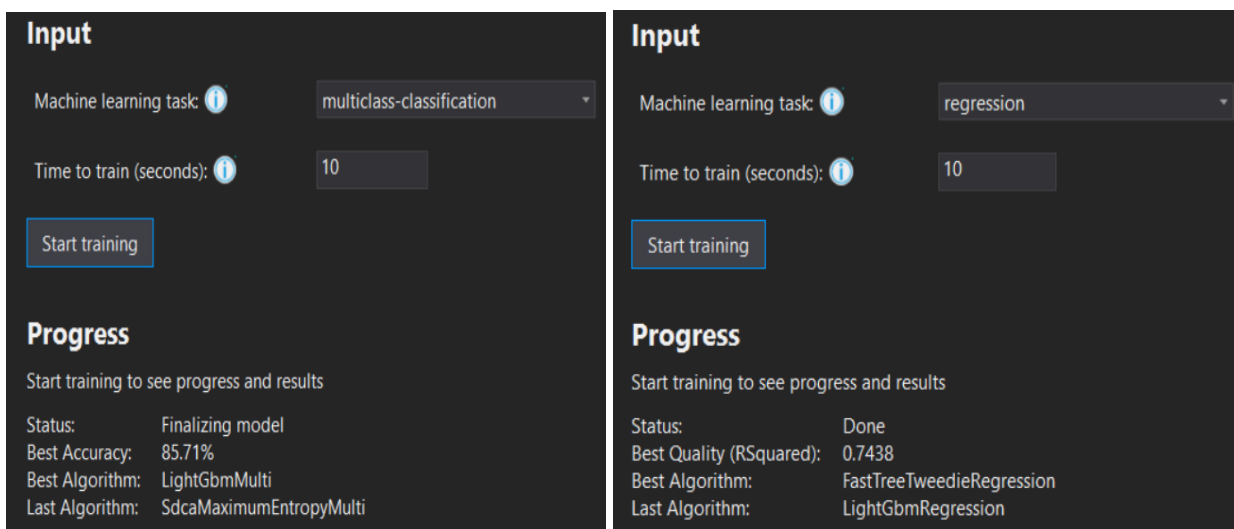 Input
Machine learning task:
multiclass-classification
Time to train (seconds):
10
Start training
Progress
Start training to see progress and results
Status: Finalizing model
Best Accuracy: 85.71%
Best Algorithm: LightGbmMulti
Last Algorithm: SdcaMaximumEntropyMulti
Input
Machine learning task:
regression
Time to train (seconds):
10
Start training
Progress
Start training to see progress and results
Status: Done
Best Quality (RSquared): 0.7438
Best Algorithm: FastTreeTweedieRegression
Last Algorithm: LightGbmRegression